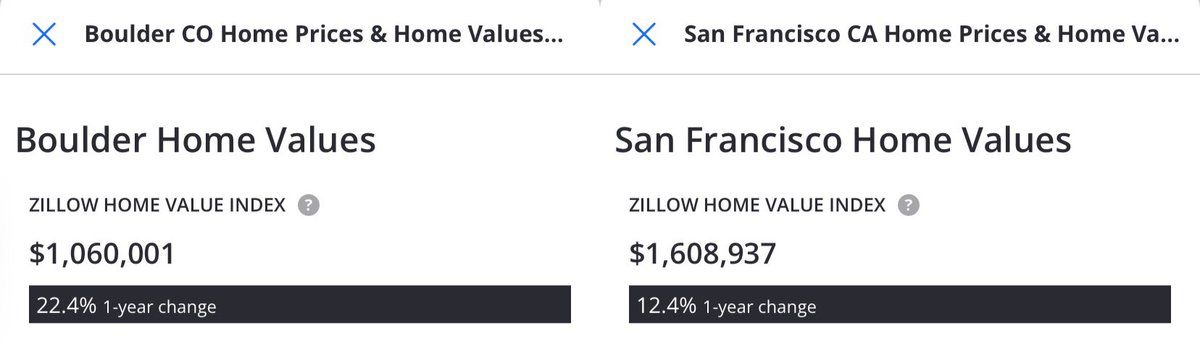 Boulder CO Home Prices & Home Values...
Boulder Home Values
ZILLOW HOME VALUE INDEX ?
$1,060,001
22.4% 1-year change
San Francisco CA Home Prices & Home Va...
San Francisco Home Values
ZILLOW HOME VALUE INDEX ?
$1,608,937
12.4% 1-year change